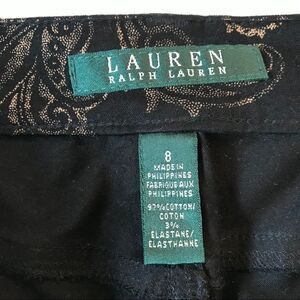 LAUREN
RALPH LAUREN
8
MADE IN
PHILIPPINES
FABRIQUE AUX
PHILIPPINES
97%COTTON/
COTON
3%
ELASTANE/
ELASTHANNE